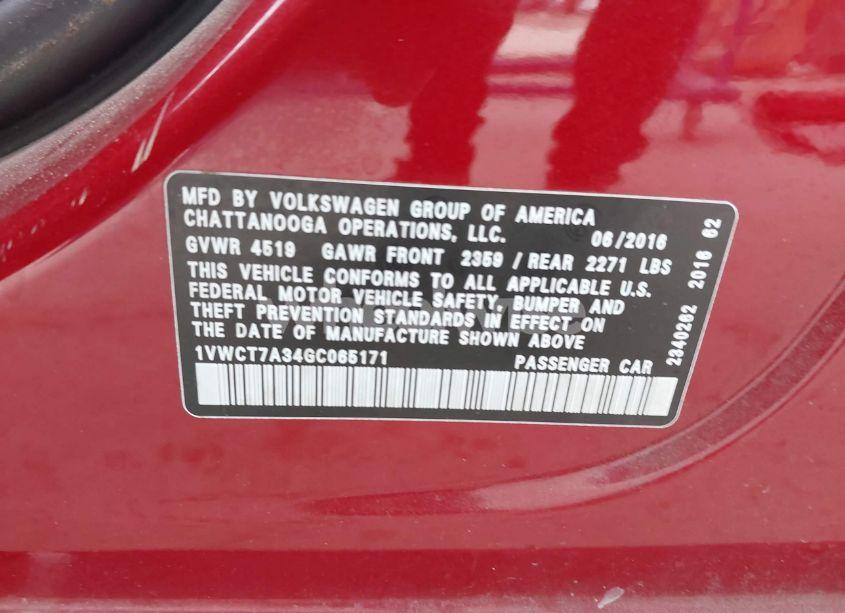 MFD BY VOLKSWAGEN GROUP OF AMERICA
CHATTANOOGA OPERATIONS, LLC. 06/2016
GVWR 4519 GAWR FRONT 2359 / REAR 2271 LBS
THIS VEHICLE CONFORMS TO ALL APPLICABLE U.S.
FEDERAL MOTOR VEHICLE SAFETY, BUMPER AND
THEFT PREVENTION STANDARDS IN EFFECT ON
THE DATE OF MANUFACTURE SHOWN ABOVE
1VWCT7A34GC065171 PASSENGER CAR
2340262 2016 62